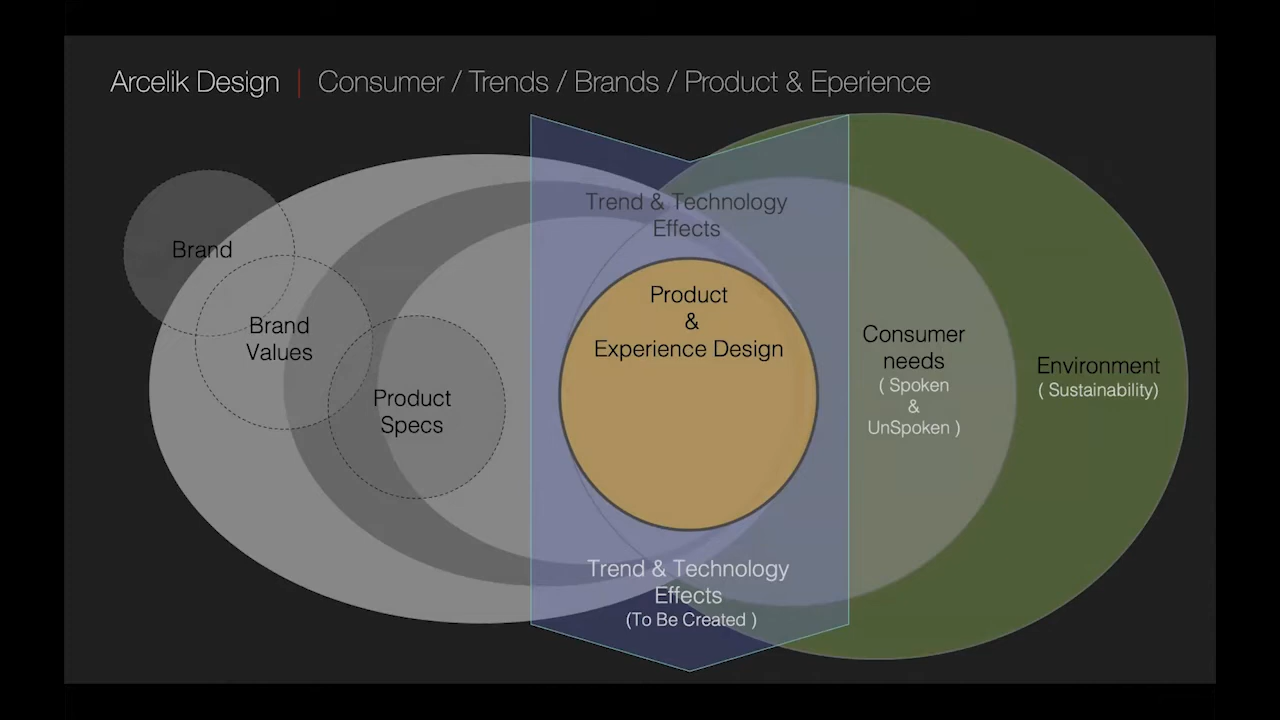 Arcelik Design | Consumer / Trends / Brands / Product & Eperience
Trend & Technology
Effects
Brand
Brand
Values
Product
Specs
Product
&
Experience Design
Consumer
needs
( Spoken
&
UnSpoken )
Environment
( Sustainability)
Trend & Technology
Effects
(To Be Created )